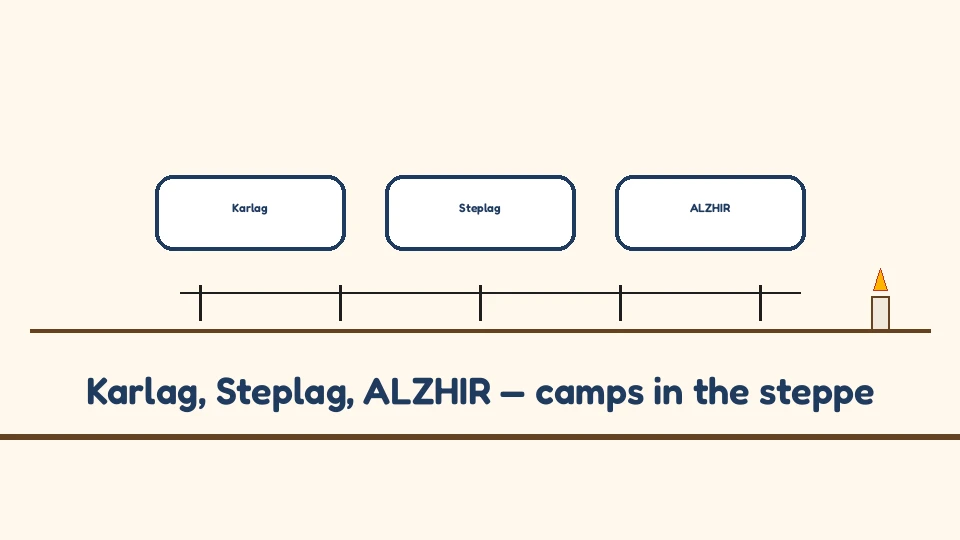 Karlag
Steplag
ALZHIR
Karlag, Steplag, ALZHIR — camps in the steppe